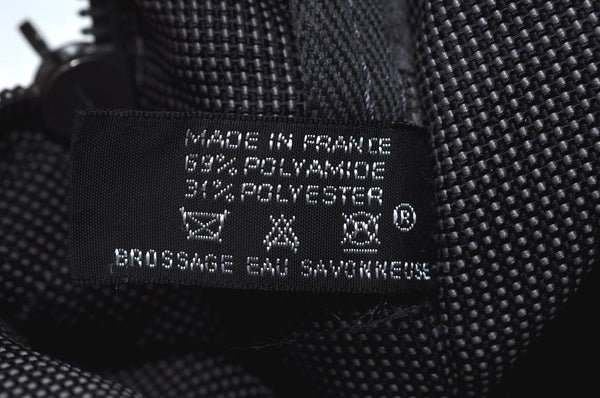 MADE IN FRANCE
69% POLYAMIDE
31% POLYESTER
®
BROSSAGE EAU SAVONNEUSE